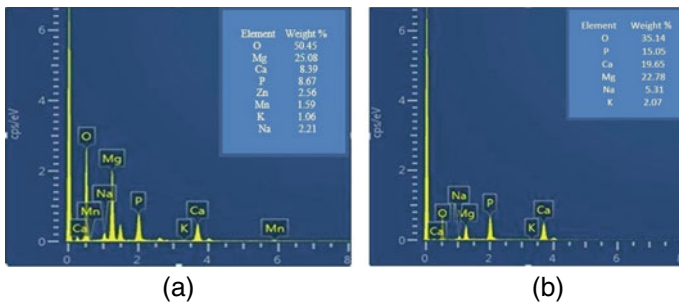 Element Weight %
O 50.45
Mg 25.08
Ca 8.39
P 8.67
Zn 2.56
Mn 1.59
K 1.06
Na 2.21
6
4
2
0
cps/eV
O
Mg
Na
Mn
Ca
P
K
Ca
Mn
0 2 4 6 8
(a)
Element Weight %
O 35.14
P 15.05
Ca 19.65
Mg 22.78
Na 5.31
K 2.07
6
4
2
0
cps/eV
Na
O
Mg
P
Ca
K
Ca
0 2 4 6 8
(b)